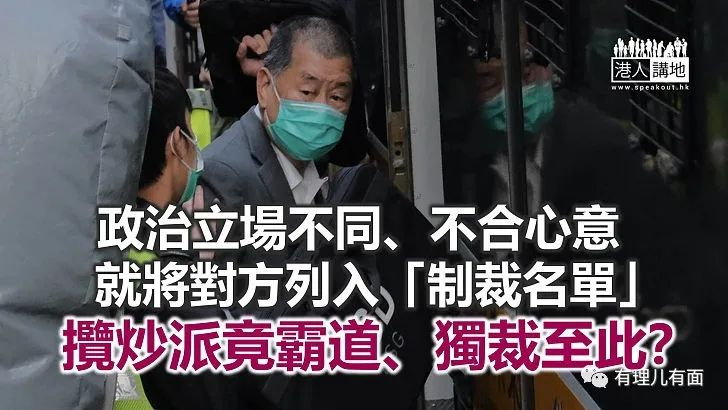 港人講地
www.speakout.hk
政治立場不同、不合心意
就將對方列入「制裁名單」
攬炒派竟霸道、獨裁至此?
有理儿有面